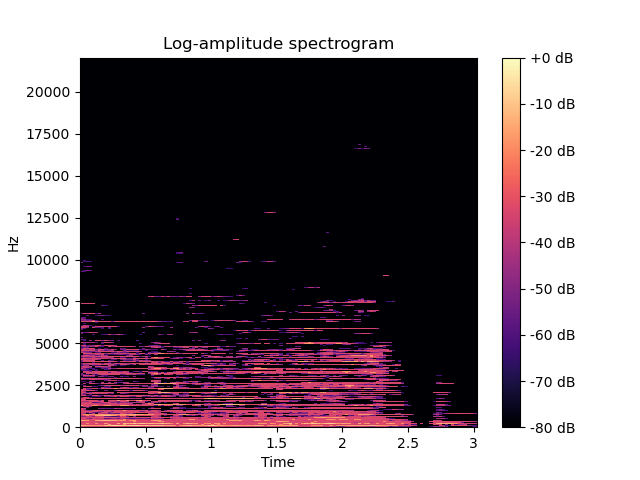 Log-amplitude spectrogram
Hz
20000
17500
15000
12500
10000
7500
5000
2500
0
0 0.5 1 1.5 2 2.5 3
Time
+0 dB
-10 dB
-20 dB
-30 dB
-40 dB
-50 dB
-60 dB
-70 dB
-80 dB